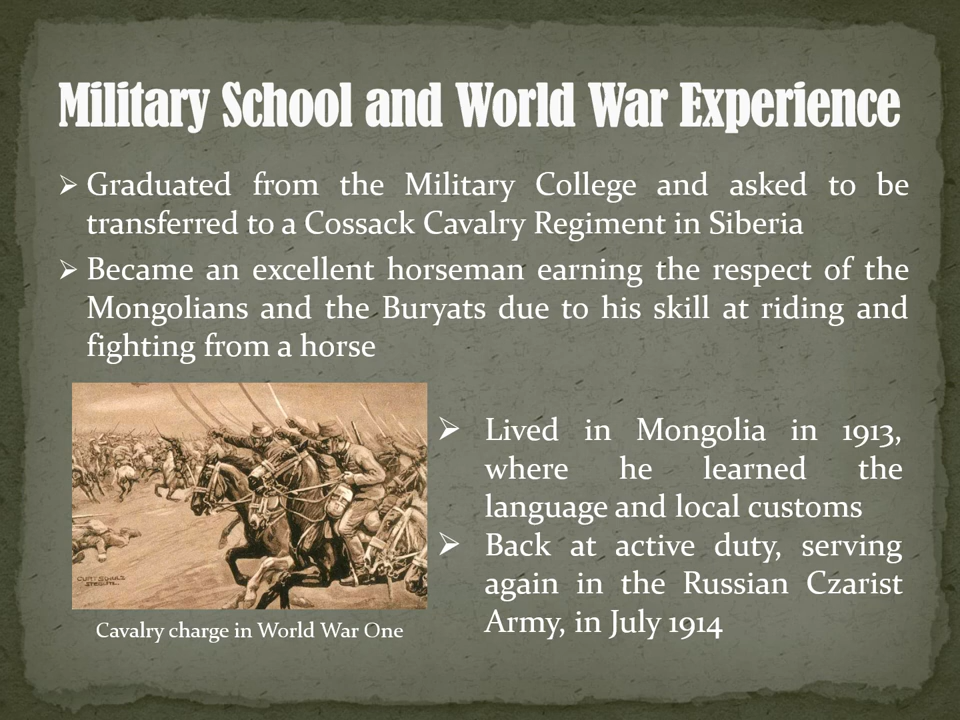 Military School and World War Experience
➢ Graduated from the Military College and asked to be
transferred to a Cossack Cavalry Regiment in Siberia
➢ Became an excellent horseman earning the respect of the
Mongolians and the Buryats due to his skill at riding and
fighting from a horse
➢ Lived in Mongolia in 1913,
where he learned the
language and local customs
➢ Back at active duty, serving
again in the Russian Czarist
Army, in July 1914
Cavalry charge in World War One